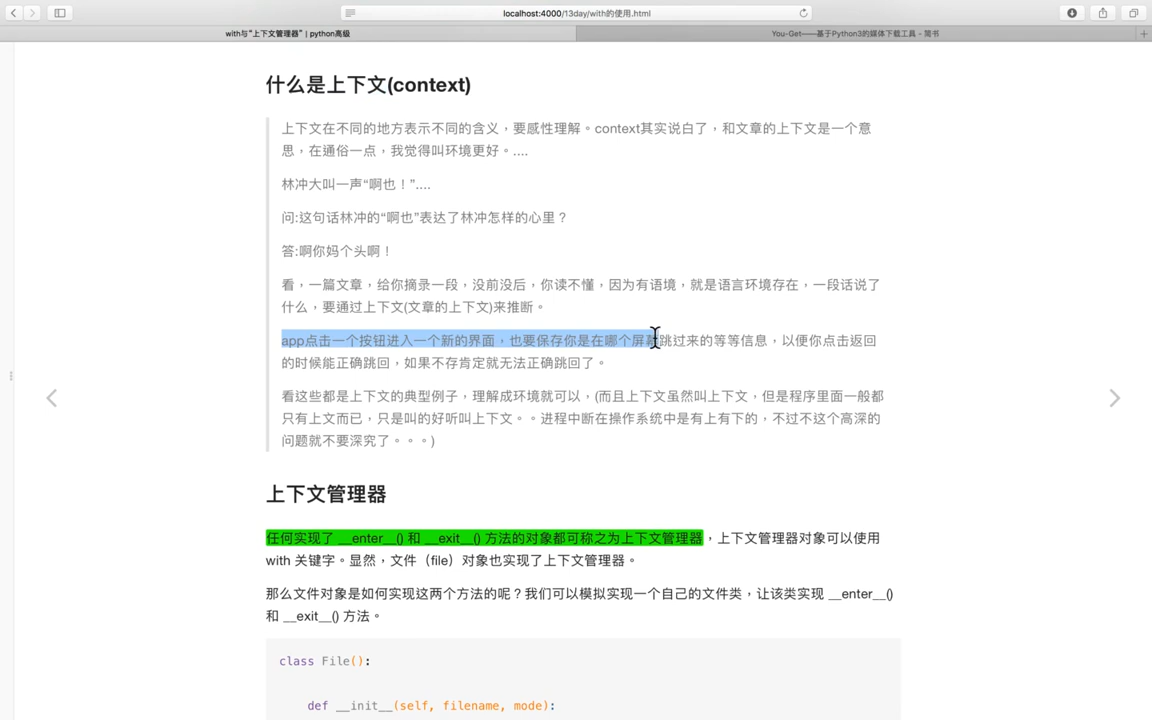 localhost:4000/13day/with的使用.html
with与“上下文管理器” | python高级
You-Get——基于Python3的媒体下载工具 - 简书
什么是上下文(context)
上下文在不同的地方表示不同的含义，要感性理解。context其实说白了，和文章的上下文是一个意
思，在通俗一点，我觉得叫环境更好。....
林冲大叫一声“啊也！”....
问:这句话林冲的“啊也”表达了林冲怎样的心里？
答:啊你妈个头啊！
看，一篇文章，给你摘录一段，没前没后，你读不懂，因为有语境，就是语言环境存在，一段话说了
什么，要通过上下文(文章的上下文)来推断。
app点击一个按钮进入一个新的界面，也要保存你是在哪个屏幕跳过来的等等信息，以便你点击返回
的时候能正确跳回，如果不存肯定就无法正确跳回了。
看这些都是上下文的典型例子，理解成环境就可以，(而且上下文虽然叫上下文，但是程序里面一般都
只有上文而已，只是叫的好听叫上下文。。进程中断在操作系统中是有上有下的，不过不这个高深的
问题就不要深究了。。。)
上下文管理器
任何实现了 __enter__() 和 __exit__() 方法的对象都可称之为上下文管理器，上下文管理器对象可以使用
with 关键字。显然，文件（file）对象也实现了上下文管理器。
那么文件对象是如何实现这两个方法的呢？我们可以模拟实现一个自己的文件类，让该类实现 __enter__()
和 __exit__() 方法。
class File():
def __init__(self, filename, mode):